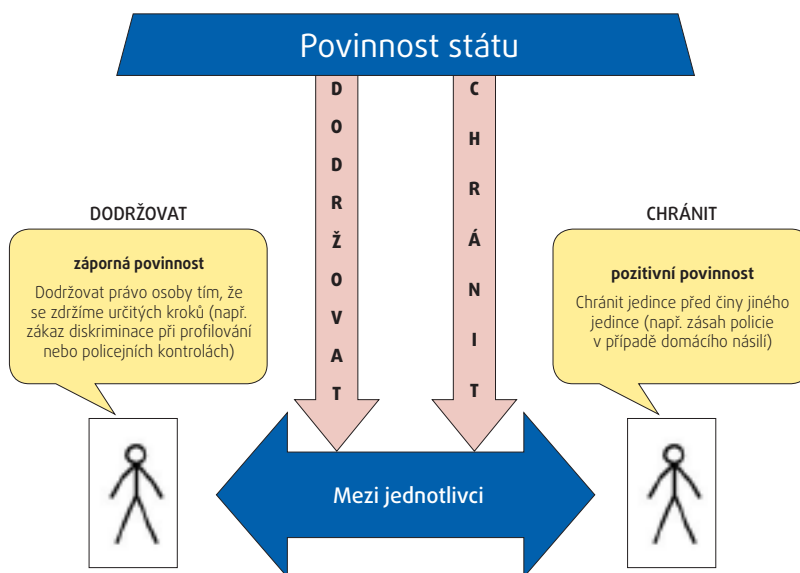 Povinnost státu
DODRŽOVAT
CHRÁNIT
DODRŽOVAT
záporná povinnost
Dodržovat právo osoby tím, že
se zdržíme určitých kroků (např.
zákaz diskriminace při profilování
nebo policejních kontrolách)
CHRÁNIT
pozitivní povinnost
Chránit jedince před činy jiného
jedince (např. zásah policie
v případě domácího násilí)
Mezi jednotlivci